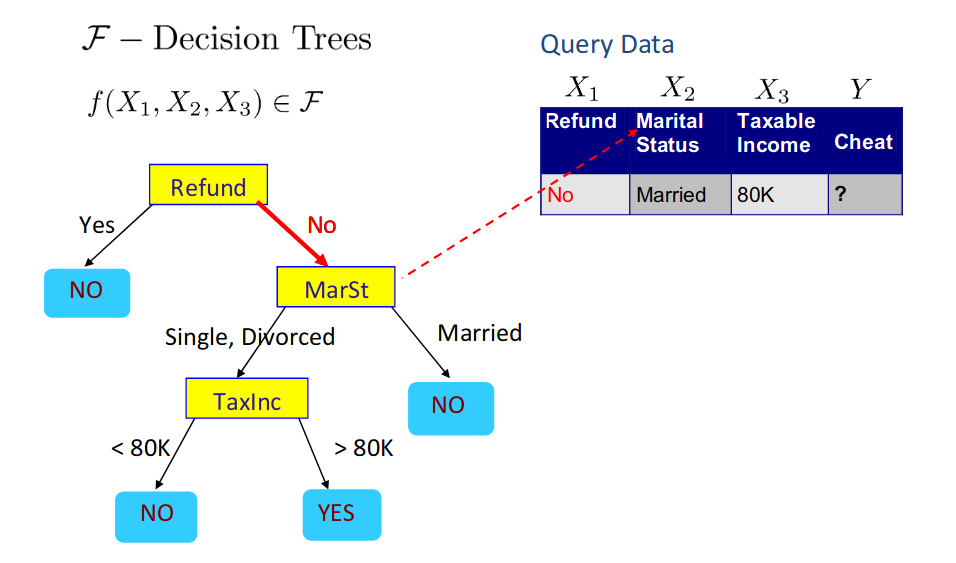 $\mathcal{F}$ – Decision Trees
$f(X_1, X_2, X_3) \in \mathcal{F}$
Query Data
$X_1$ $X_2$ $X_3$ $Y$
Refund Marital Status Taxable Income Cheat
No Married 80K ?
Refund
Yes No
NO MarSt
Single, Divorced Married
TaxInc NO
< 80K > 80K
NO YES